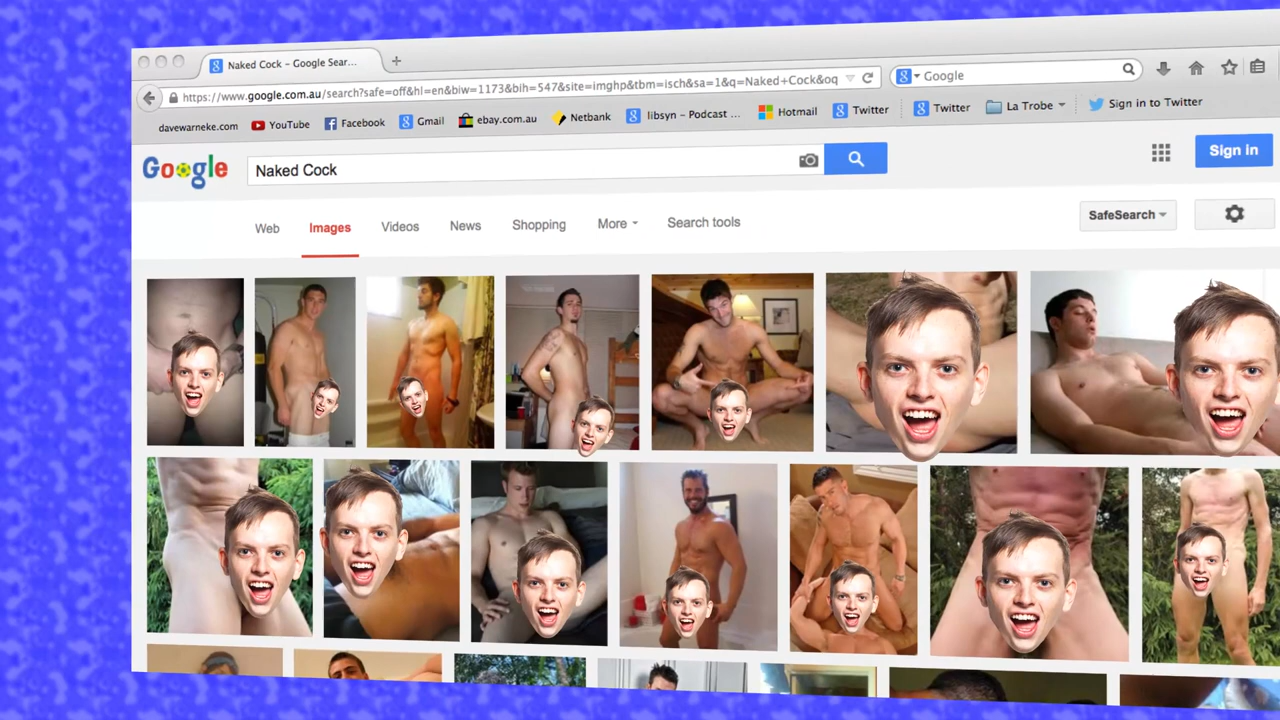 Naked Cock - Google Sear...
https://www.google.com.au/search?safe=off&hl=en&biw=1173&bih=547&site=imghp&tbm=isch&sa=1&q=Naked+Cock&oq
Google
davewarneke.com YouTube Facebook Gmail ebay.com.au Netbank libsyn - Podcast ... Hotmail Twitter Twitter La Trobe Sign in to Twitter
Google
Naked Cock
Sign in
Web Images Videos News Shopping More Search tools
SafeSearch